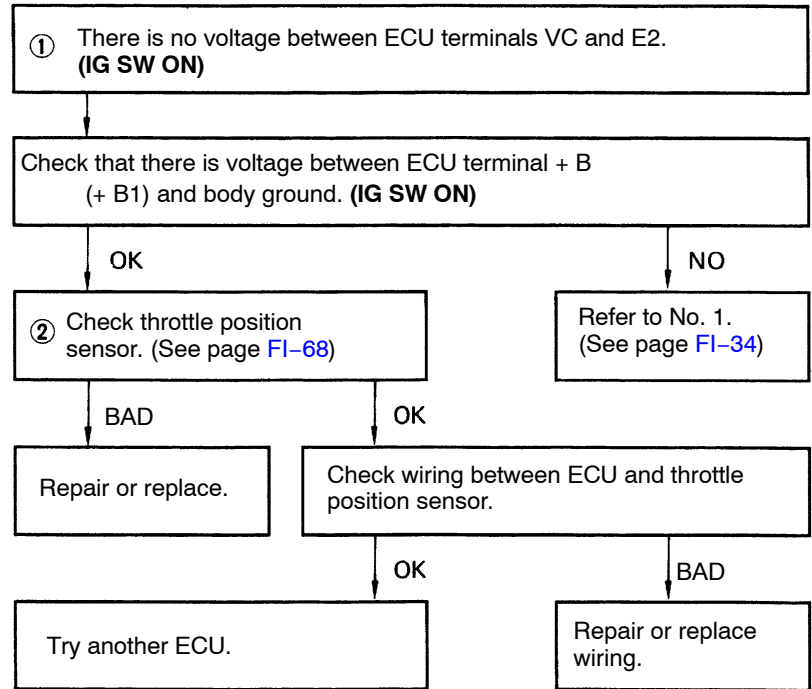 ① There is no voltage between ECU terminals VC and E2.
(IG SW ON)
Check that there is voltage between ECU terminal + B
(+ B1) and body ground. (IG SW ON)
OK
NO
② Check throttle position
sensor. (See page FI−68)
Refer to No. 1.
(See page FI−34)
BAD
OK
Repair or replace.
Check wiring between ECU and throttle
position sensor.
OK
BAD
Try another ECU.
Repair or replace
wiring.